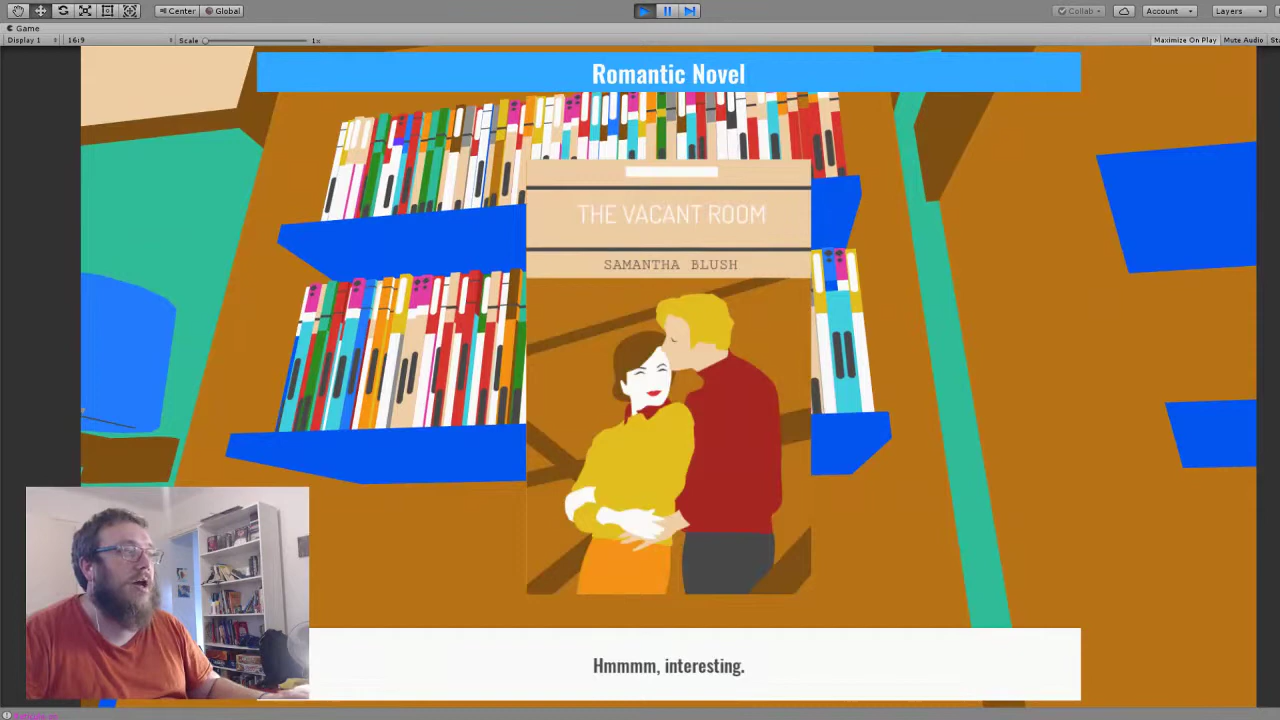 Center Global Collab Account Layers
Game
Display 1 16:9 Scale 1x Maximize On Play Mute Audio
Romantic Novel
THE VACANT ROOM
SAMANTHA BLUSH
Hmmmm, interesting.